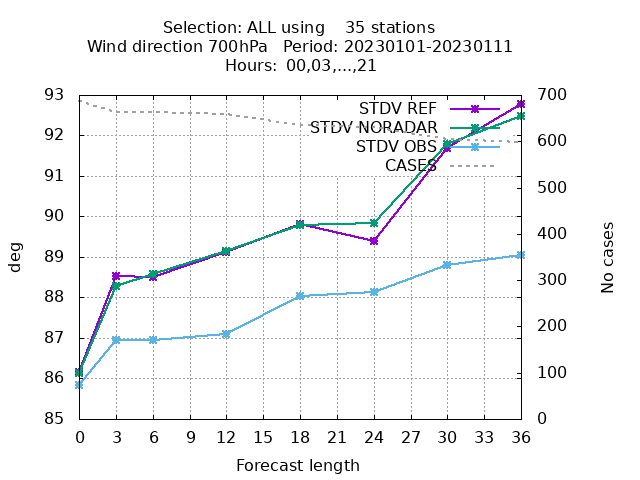 Selection: ALL using    35 stations
Wind direction 700hPa   Period: 20230101-20230111
Hours:  00,03,...,21
93
92
91
90
89
88
87
86
85
700
600
500
400
300
200
100
0
STDV REF
STDV NORADAR
STDV OBS
CASES
deg
No cases
0 3 6 9 12 15 18 21 24 27 30 33 36
Forecast length